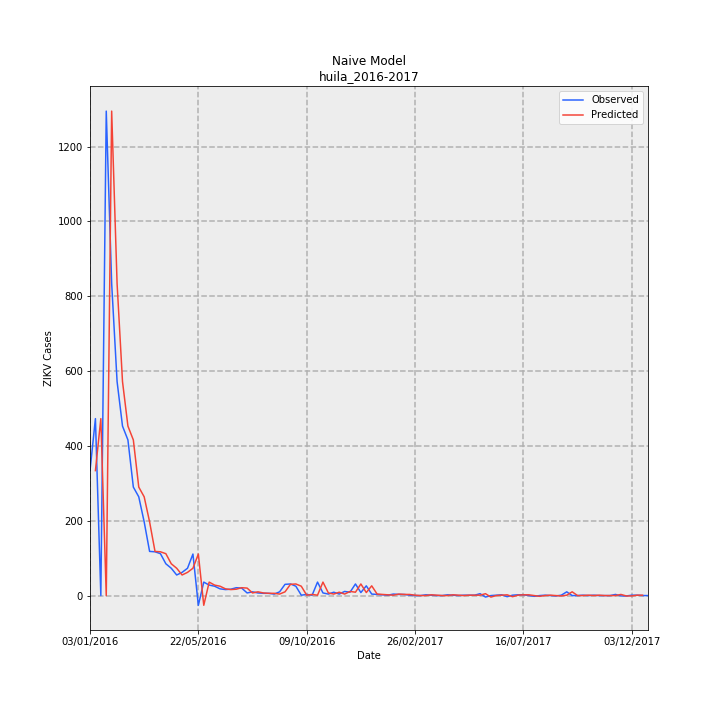 Naive Model
huila_2016-2017
Observed
Predicted
1200
1000
800
600
400
200
0
ZIKV Cases
03/01/2016
22/05/2016
09/10/2016
26/02/2017
16/07/2017
03/12/2017
Date